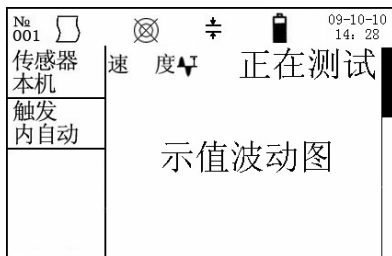 №
001
09-10-10
14: 28
传感器
本机
速 度
正在测试
触发
内自动
示值波动图